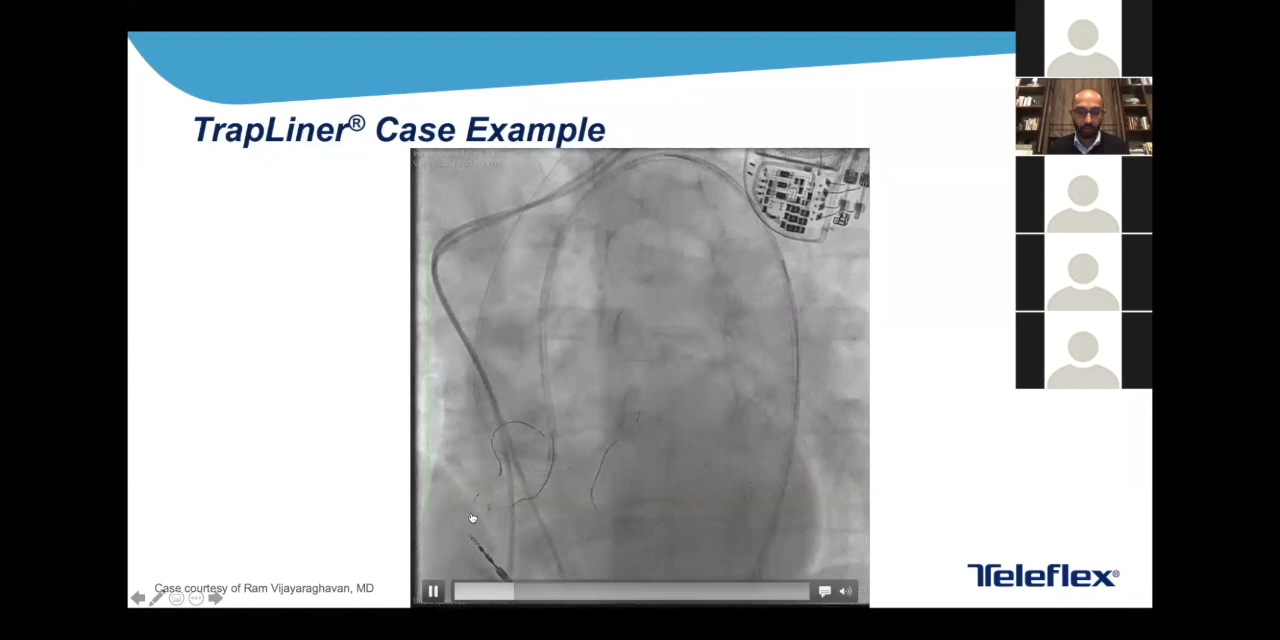 TrapLiner® Case Example
Case courtesy of Ram Vijayaraghavan, MD
Teleflex®